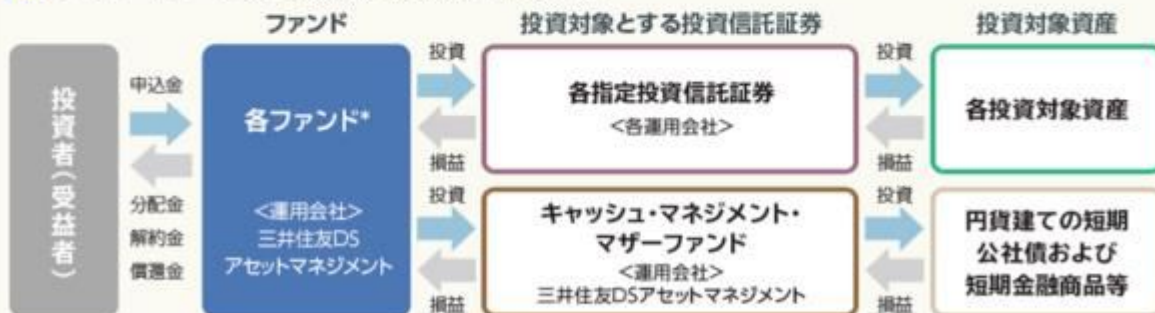 ファンド
投資対象とする投資信託証券
投資対象資産
投資者(受益者)
申込金
分配金
解約金
償還金
各ファンド*
<運用会社>
三井住友DS
アセットマネジメント
投資
損益
各指定投資信託証券
<各運用会社>
投資
損益
各投資対象資産
投資
損益
キャッシュ・マネジメント・
マザーファンド
<運用会社>
三井住友DSアセットマネジメント
投資
損益
円貨建ての短期
公社債および
短期金融商品等